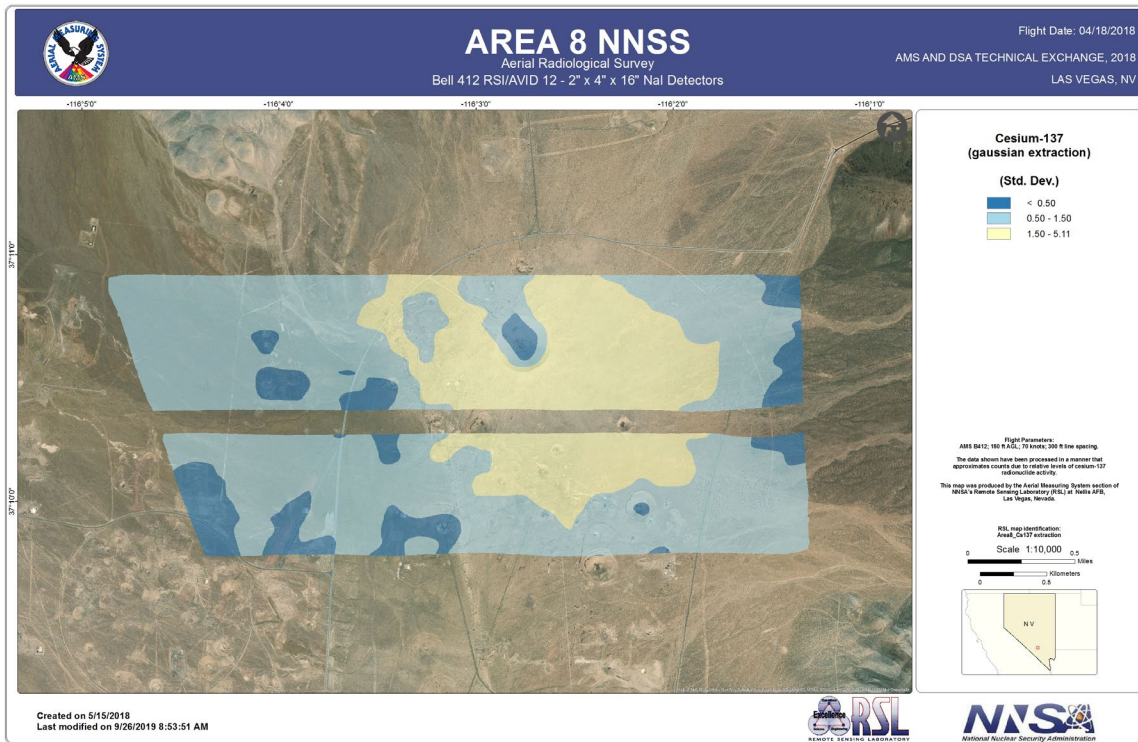 AERIAL MEASURING SYSTEM
AMS
AREA 8 NNSS
Aerial Radiological Survey
Bell 412 RSI/AVID 12 - 2" x 4" x 16" NaI Detectors
Flight Date: 04/18/2018
AMS AND DSA TECHNICAL EXCHANGE, 2018
LAS VEGAS, NV
-116°5'0"
-116°4'0"
-116°3'0"
-116°2'0"
-116°1'0"
37°11'0"
37°10'0"
Cesium-137
(gaussian extraction)
(Std. Dev.)
< 0.50
0.50 - 1.50
1.50 - 5.11
Flight Parameters:
AMS B412; 150 ft AGL; 70 knots; 300 ft line spacing.
The data shown have been processed in a manner that
approximates counts due to relative levels of cesium-137
radionuclide activity.
This map was produced by the Aerial Measuring System section of
NNSA's Remote Sensing Laboratory (RSL) at Nellis AFB,
Las Vegas, Nevada.
RSL map identification:
Area8_Cs137 extraction
Scale 1:10,000
0 0.5
Miles
Kilometers
0 0.5
NV
Created on 5/15/2018
Last modified on 9/26/2019 8:53:51 AM
Excellence
RSL
REMOTE SENSING LABORATORY
NNSA
National Nuclear Security Administration